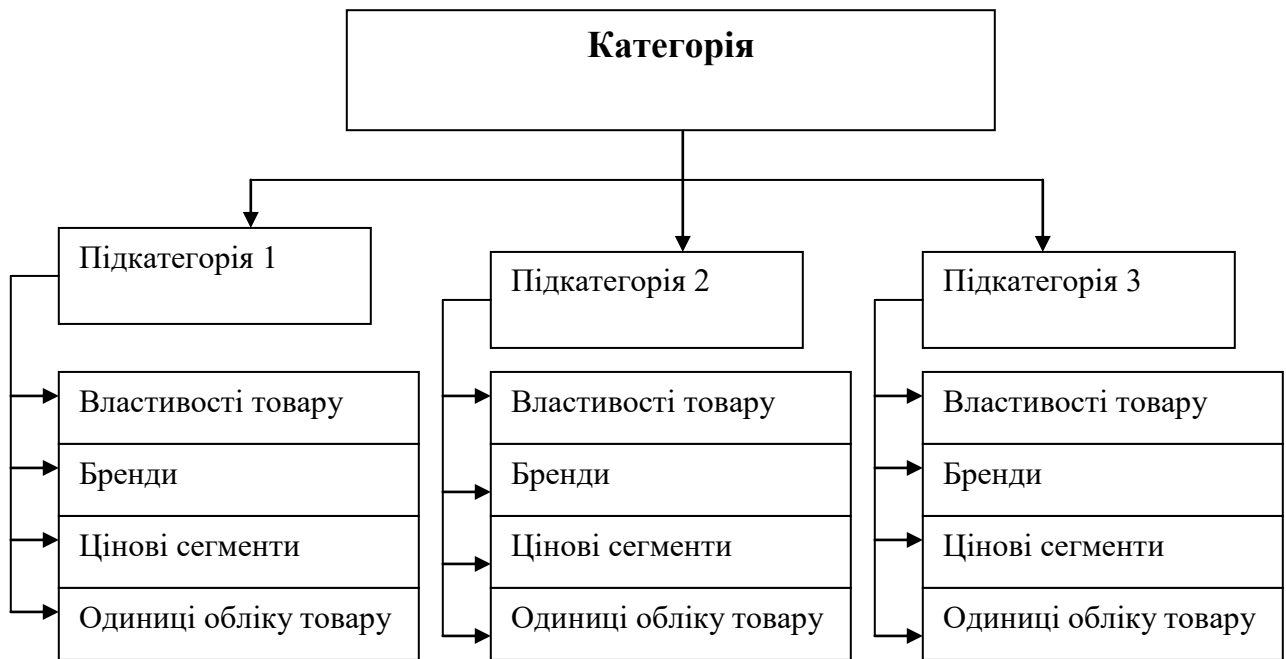 Категорія
Підкатегорія 1
Підкатегорія 2
Підкатегорія 3
Властивості товару
Бренди
Цінові сегменти
Одиниці обліку товару
Властивості товару
Бренди
Цінові сегменти
Одиниці обліку товару
Властивості товару
Бренди
Цінові сегменти
Одиниці обліку товару